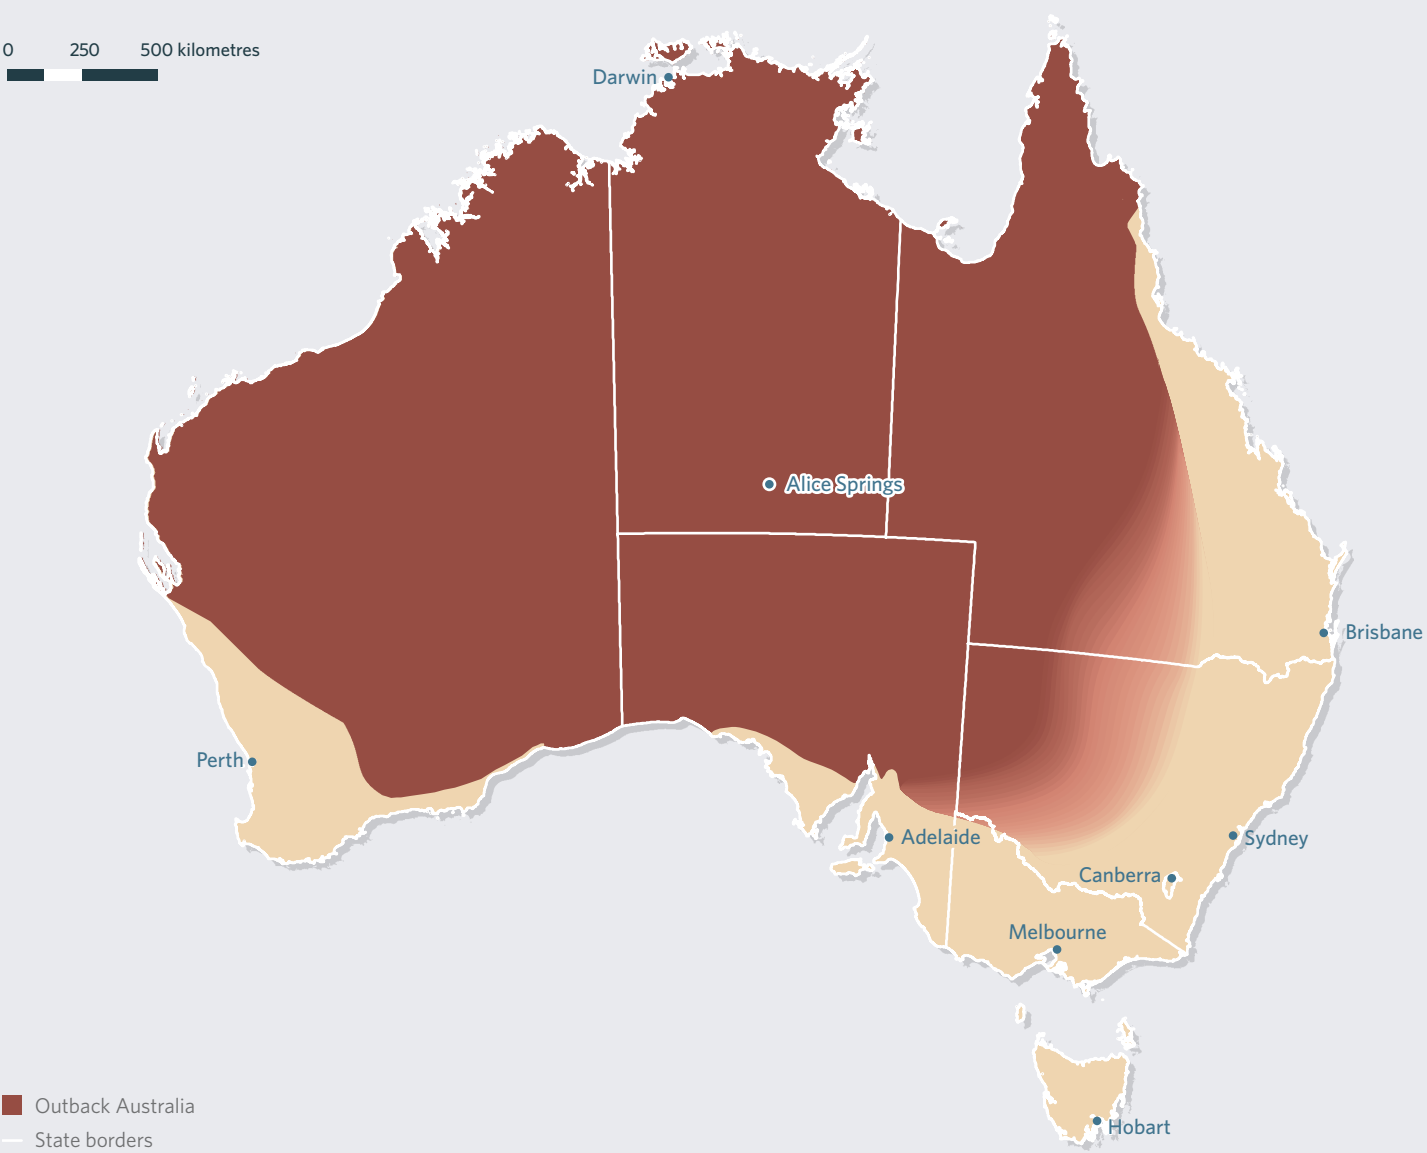 0 250 500 kilometres
Darwin
Alice Springs
Brisbane
Perth
Adelaide
Sydney
Canberra
Melbourne
Outback Australia
Hobart
State borders